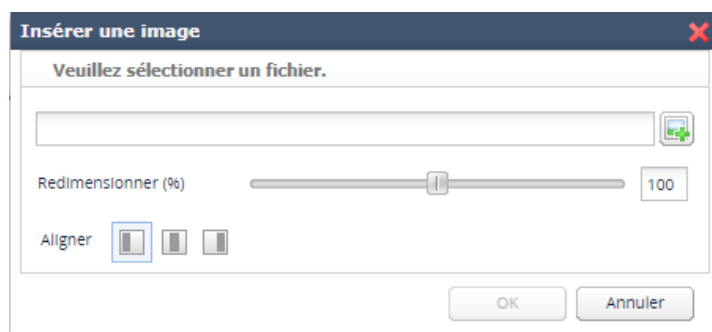 Insérer une image
Veuillez sélectionner un fichier.
Redimensionner (%)
100
Aligner
OK
Annuler